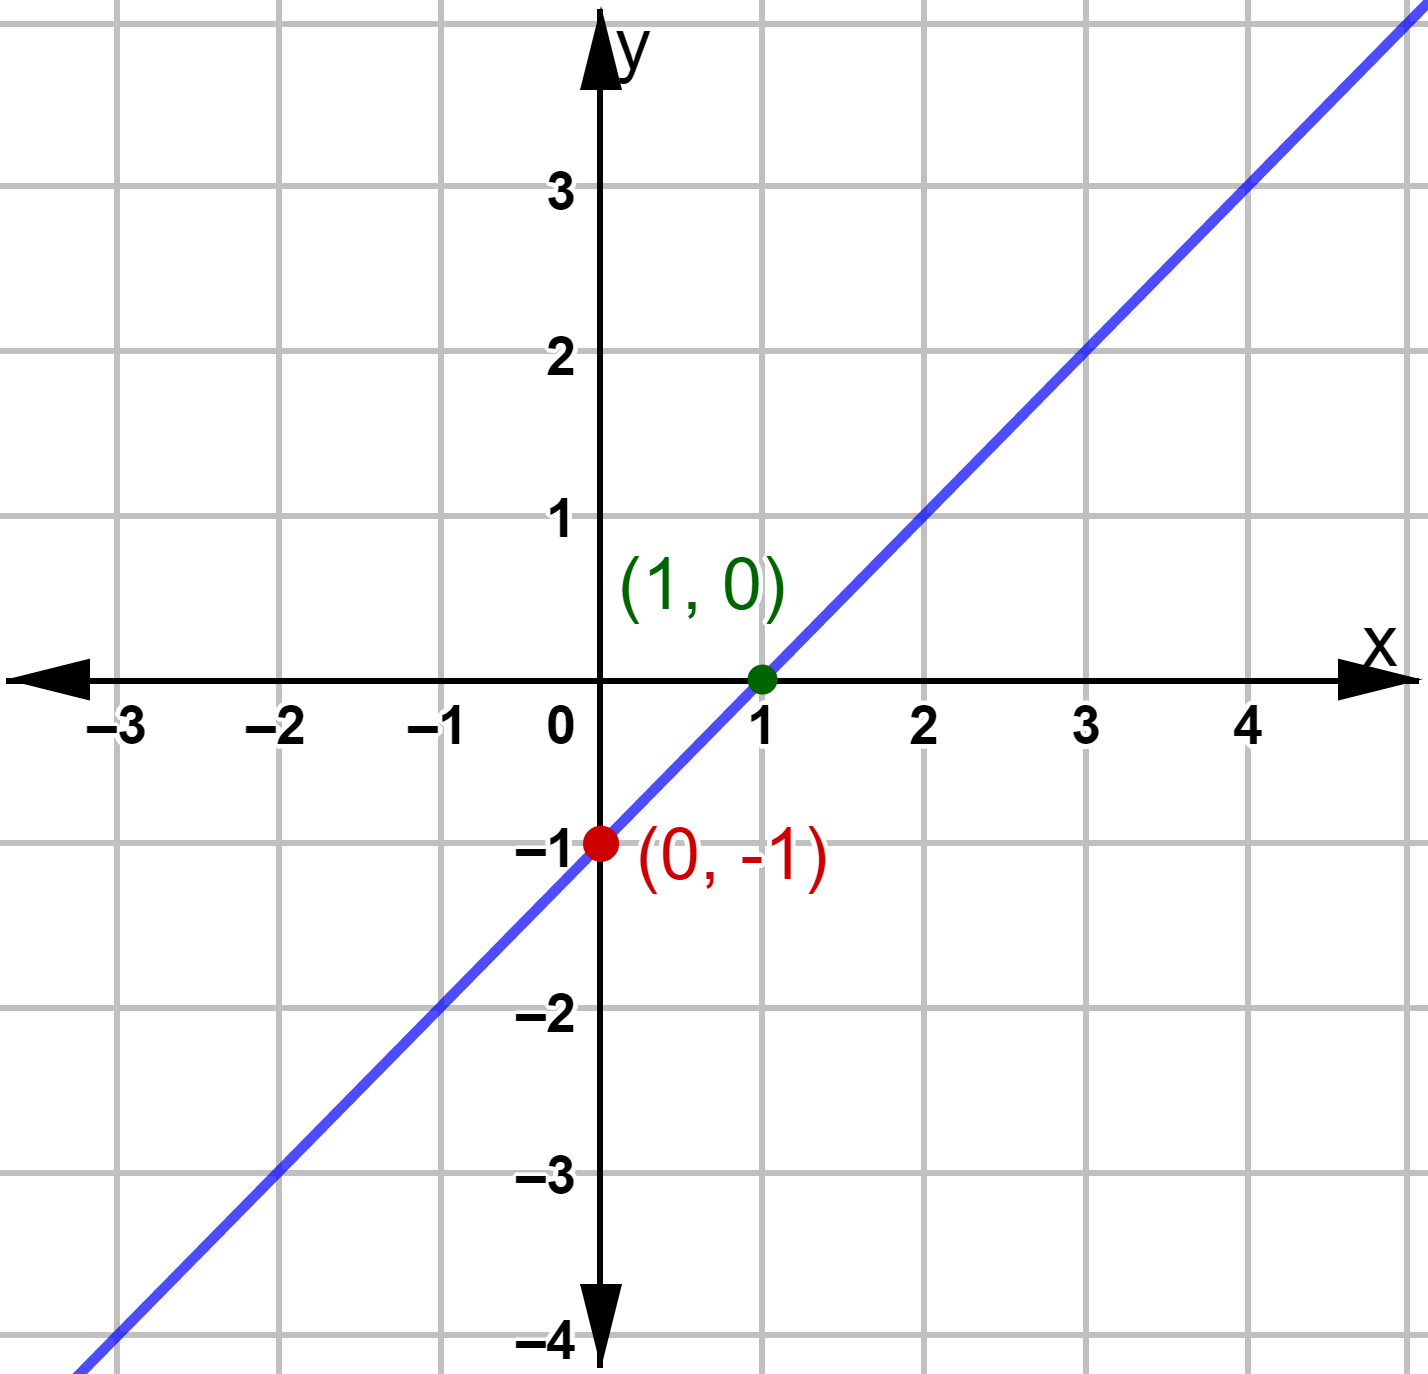 y
3
2
1
(1, 0)
x
–3 –2 –1 0 1 2 3 4
–1 (0, -1)
–2
–3
–4